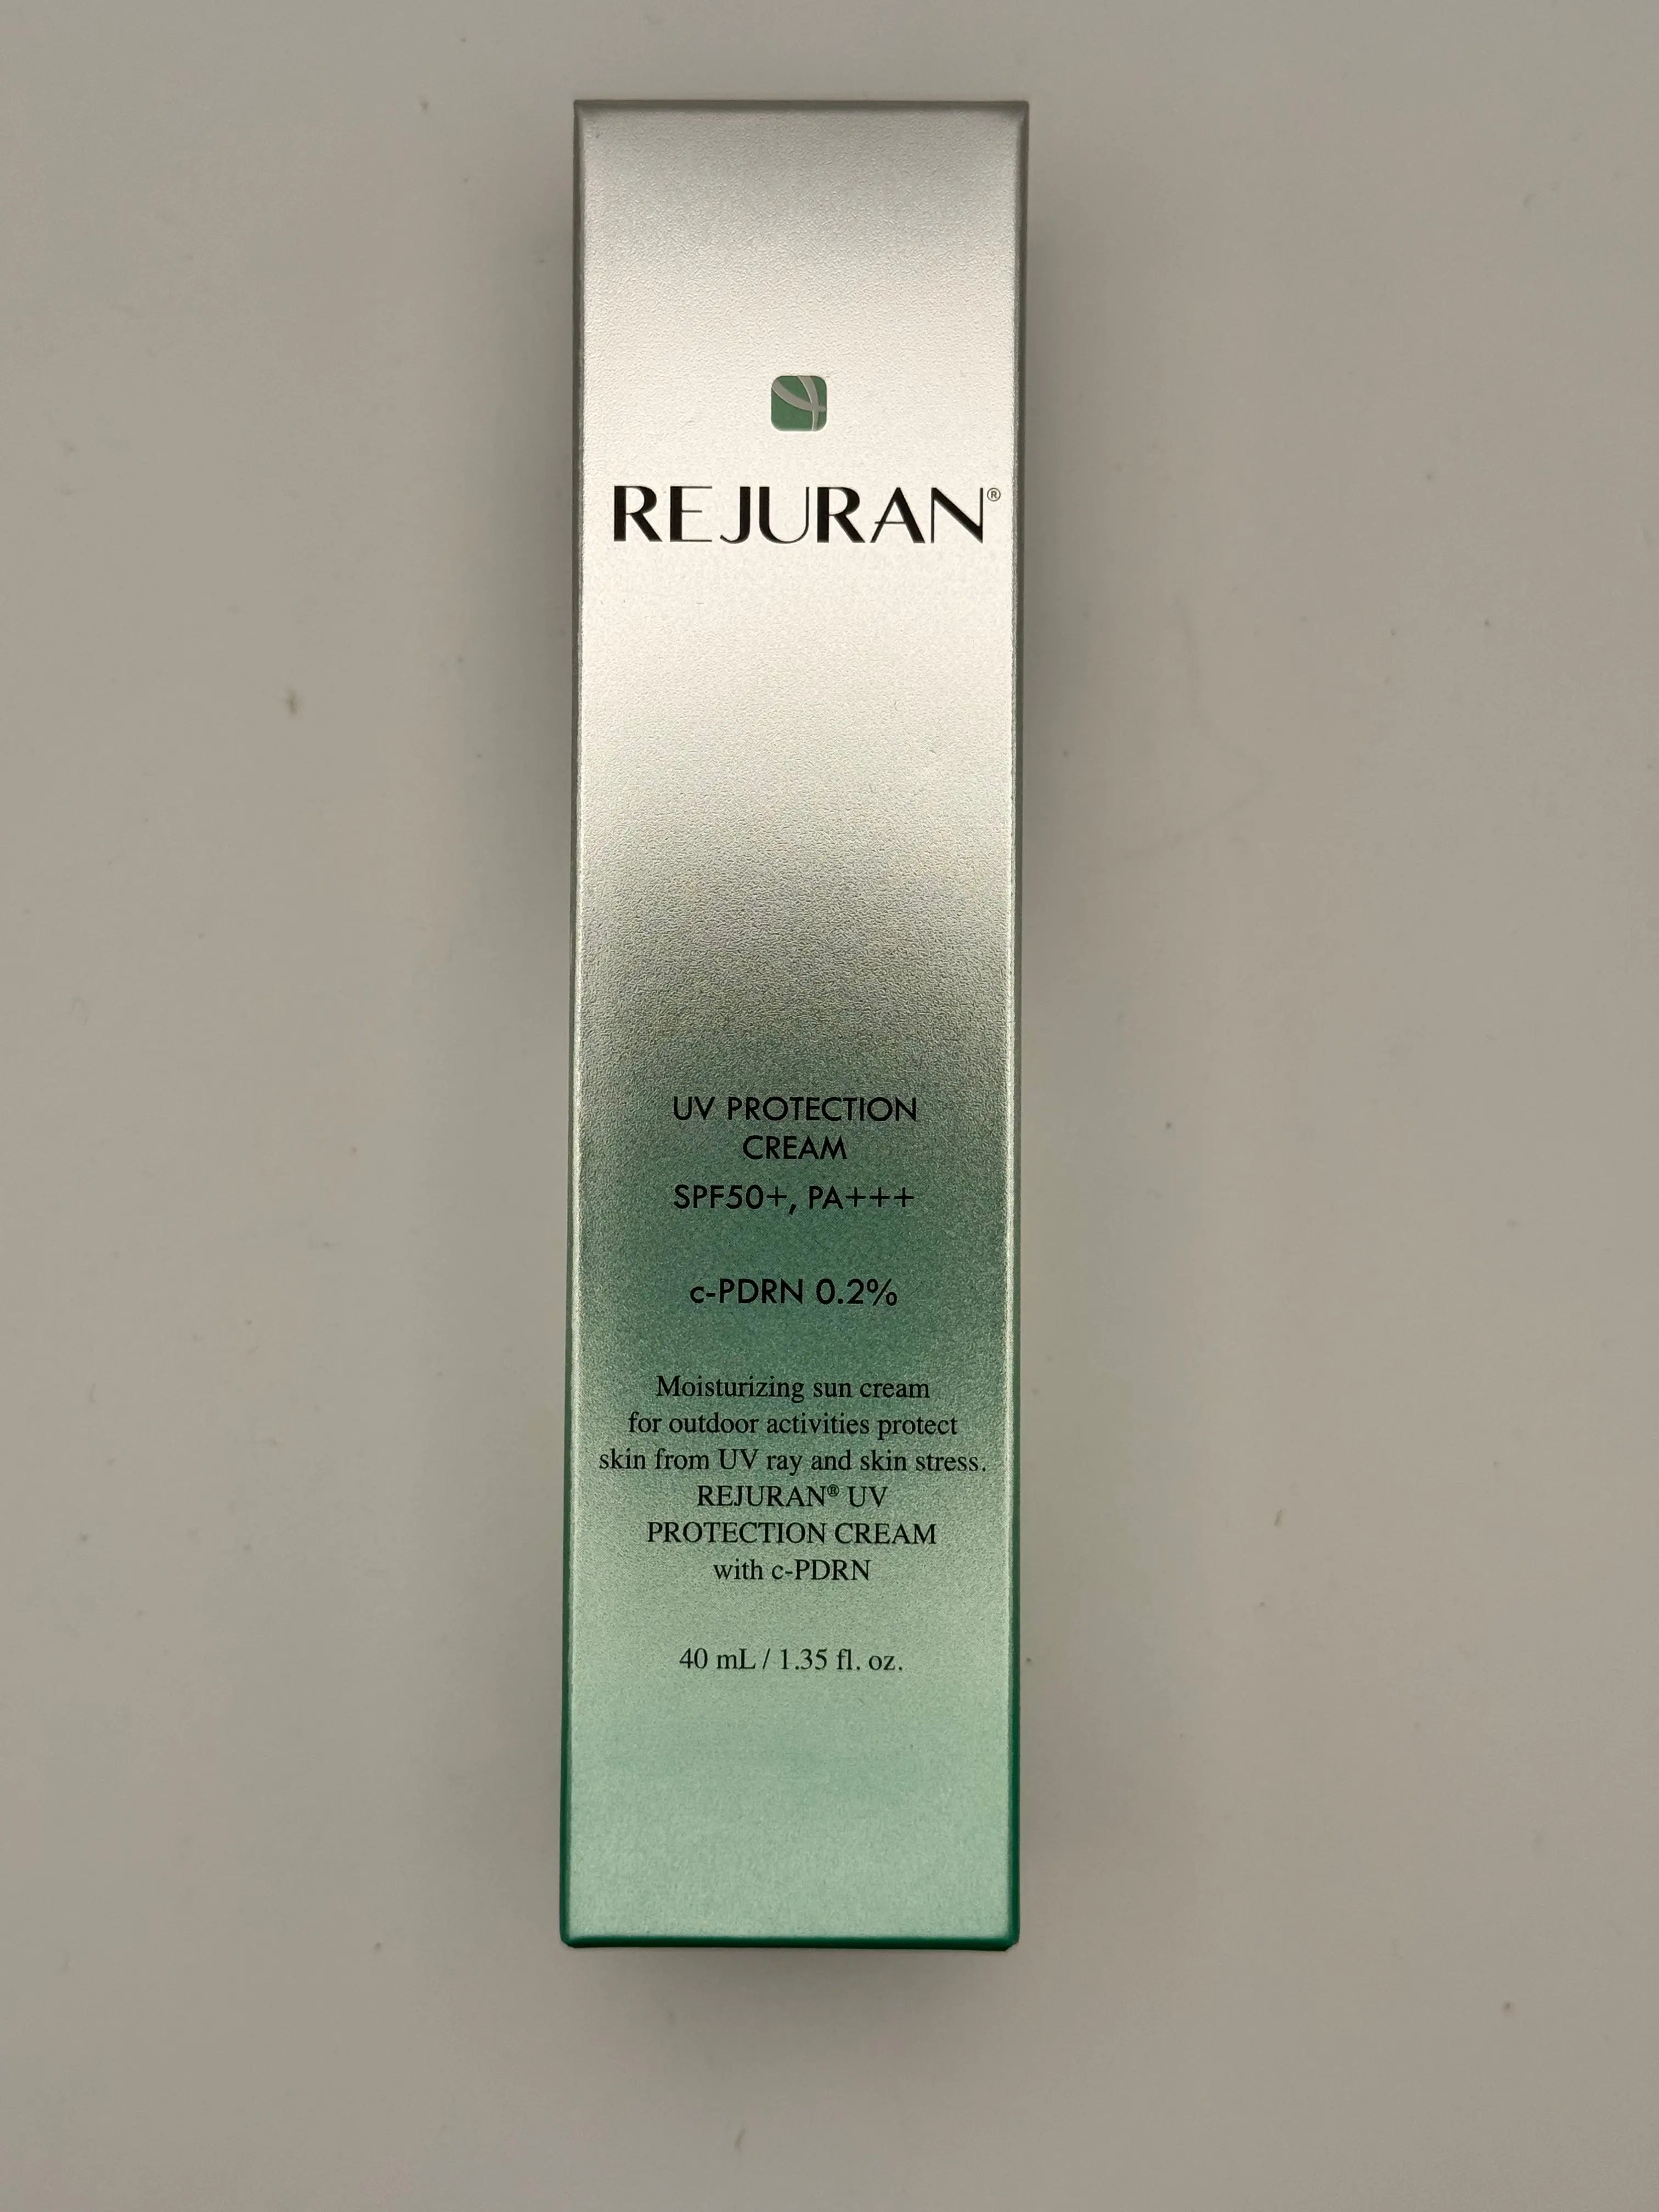 REJURAN®
UV PROTECTION
CREAM
SPF50+, PA+++
c-PDRN 0.2%
Moisturizing sun cream
for outdoor activities protect
skin from UV ray and skin stress.
REJURAN® UV
PROTECTION CREAM
with c-PDRN
40 mL / 1.35 fl. oz.